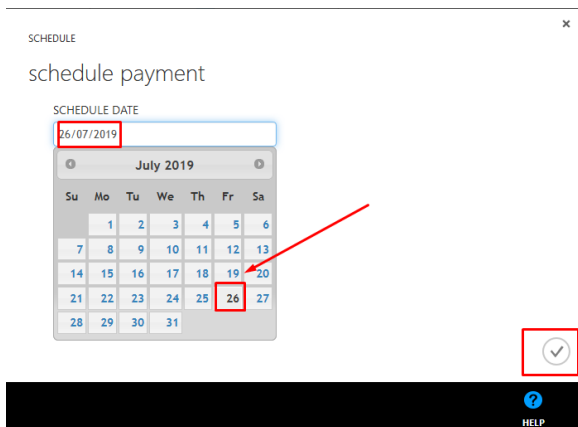 ×
SCHEDULE
schedule payment
SCHEDULE DATE
26/07/2019
July 2019
Su Mo Tu We Th Fr Sa
1 2 3 4 5 6
7 8 9 10 11 12 13
14 15 16 17 18 19 20
21 22 23 24 25 26 27
28 29 30 31
?
HELP